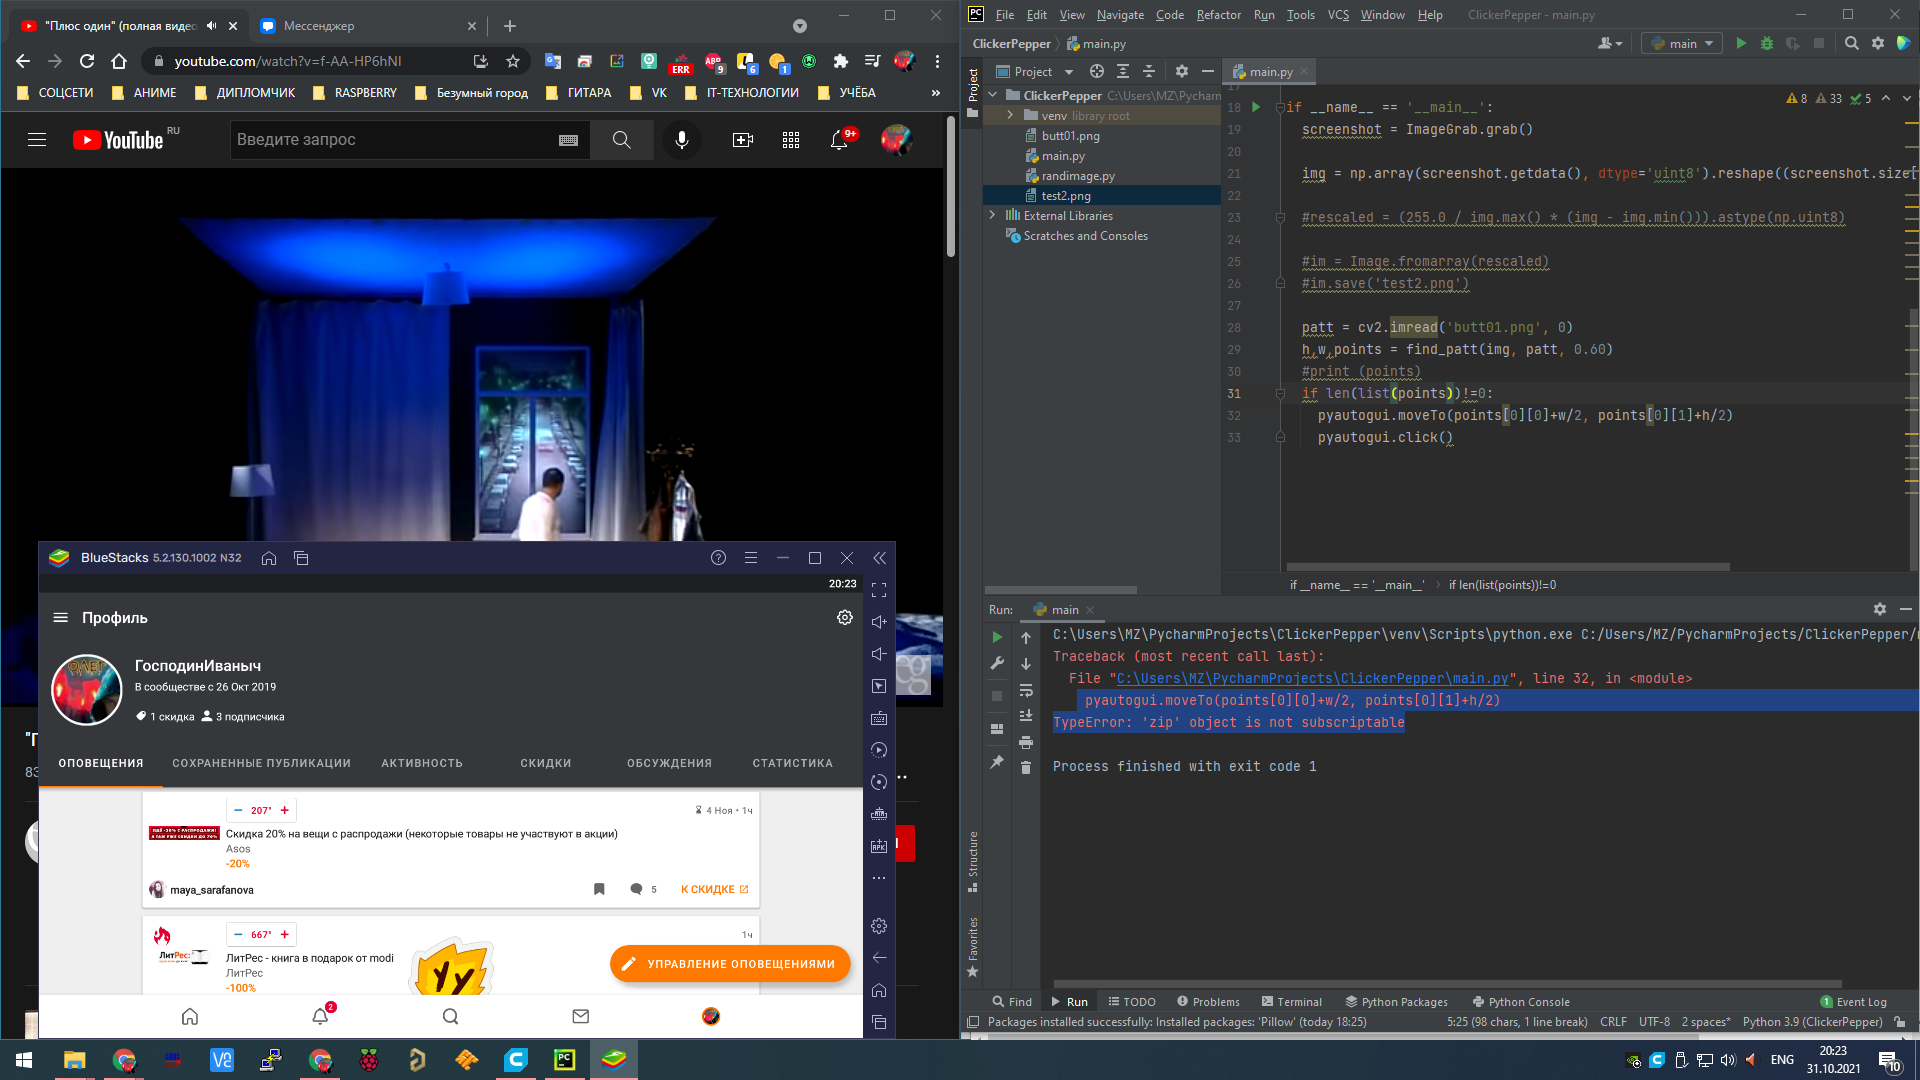 "Плюс один" (полная видео
Мессенджер
youtube.com/watch?v=f-AA-HP6hNI
ERR
ABP
9
6
1
СОЦСЕТИ
АНИМЕ
ДИПЛОМЧИК
RASPBERRY
Безумный город
ГИТАРА
VK
IT-ТЕХНОЛОГИИ
УЧЁБА
»
YouTube RU
Введите запрос
9+
BlueStacks 5.2.130.1002 N32
20:23
Профиль
ГосподинИваныч
В сообществе с 26 Окт 2019
1 скидка 3 подписчика
ОПОВЕЩЕНИЯ
СОХРАНЕННЫЕ ПУБЛИКАЦИИ
АКТИВНОСТЬ
СКИДКИ
ОБСУЖДЕНИЯ
СТАТИСТИКА
− 207° +
4 Ноя • 1ч
Скидка 20% на вещи с распродажи (некоторые товары не участвуют в акции)
Asos
-20%
maya_sarafanova
5
К СКИДКЕ
− 667° +
1ч
ЛитРес:
ЛитРес - книга в подарок от modi
ЛитРес
-100%
Уу
УПРАВЛЕНИЕ ОПОВЕЩЕНИЯМИ
2
APK
PC
File Edit View Navigate Code Refactor Run Tools VCS Window Help
ClickerPepper - main.py
ClickerPepper main.py
main
Project
Project
main.py
ClickerPepper C:\Users\MZ\Pycharm
venv library root
butt01.png
main.py
randimage.py
test2.png
External Libraries
Scratches and Consoles
8 33 5
17
18 if __name__ == '__main__':
19 screenshot = ImageGrab.grab()
20
21 img = np.array(screenshot.getdata(), dtype='uint8').reshape((screenshot.size[
22
23 #rescaled = (255.0 / img.max() * (img - img.min())).astype(np.uint8)
24
25 #im = Image.fromarray(rescaled)
26 #im.save('test2.png')
27
28 patt = cv2.imread('butt01.png', 0)
29 h,w,points = find_patt(img, patt, 0.60)
30 #print (points)
31 if len(list(points))!=0:
32 pyautogui.moveTo(points[0][0]+w/2, points[0][1]+h/2)
33 pyautogui.click()
if __name__ == '__main__' if len(list(points))!=0
Run: main
C:\Users\MZ\PycharmProjects\ClickerPepper\venv\Scripts\python.exe C:/Users/MZ/PycharmProjects/ClickerPepper/
Traceback (most recent call last):
File "C:\Users\MZ\PycharmProjects\ClickerPepper\main.py", line 32, in <module>
pyautogui.moveTo(points[0][0]+w/2, points[0][1]+h/2)
TypeError: 'zip' object is not subscriptable
Process finished with exit code 1
Structure
Favorites
Find Run TODO Problems Terminal Python Packages Python Console
1 Event Log
Packages installed successfully: Installed packages: 'Pillow' (today 18:25)
5:25 (98 chars, 1 line break) CRLF UTF-8 2 spaces* Python 3.9 (ClickerPepper)
PC
ENG
20:23
31.10.2021
10